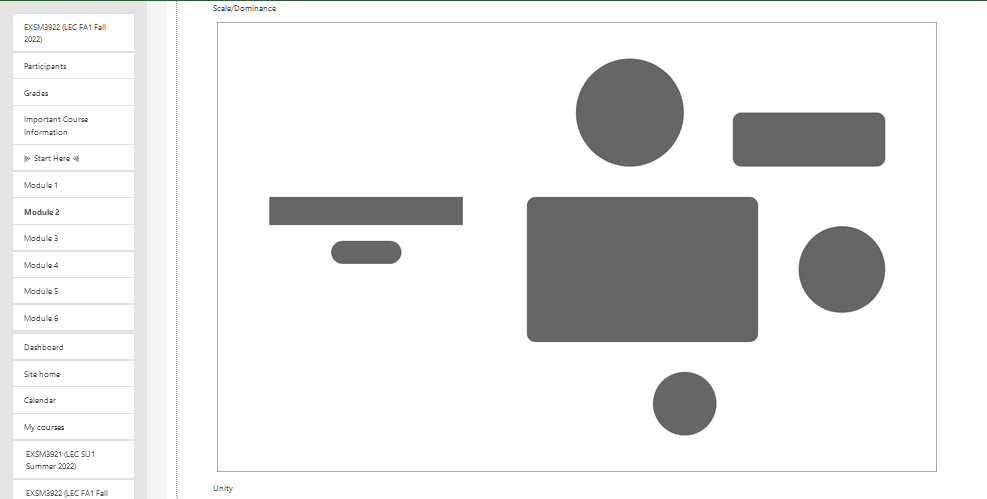 Scale/Dominance
EXSM3922 (LEC FA1 Fall
2022)
Participants
Grades
Important Course
Information
Start Here
Module 1
Module 2
Module 3
Module 4
Module 5
Module 6
Dashboard
Site home
Calendar
My courses
EXSM3921 (LEC SU1
Summer 2022)
EXSM3922 (LEC FA1 Fall
Unity